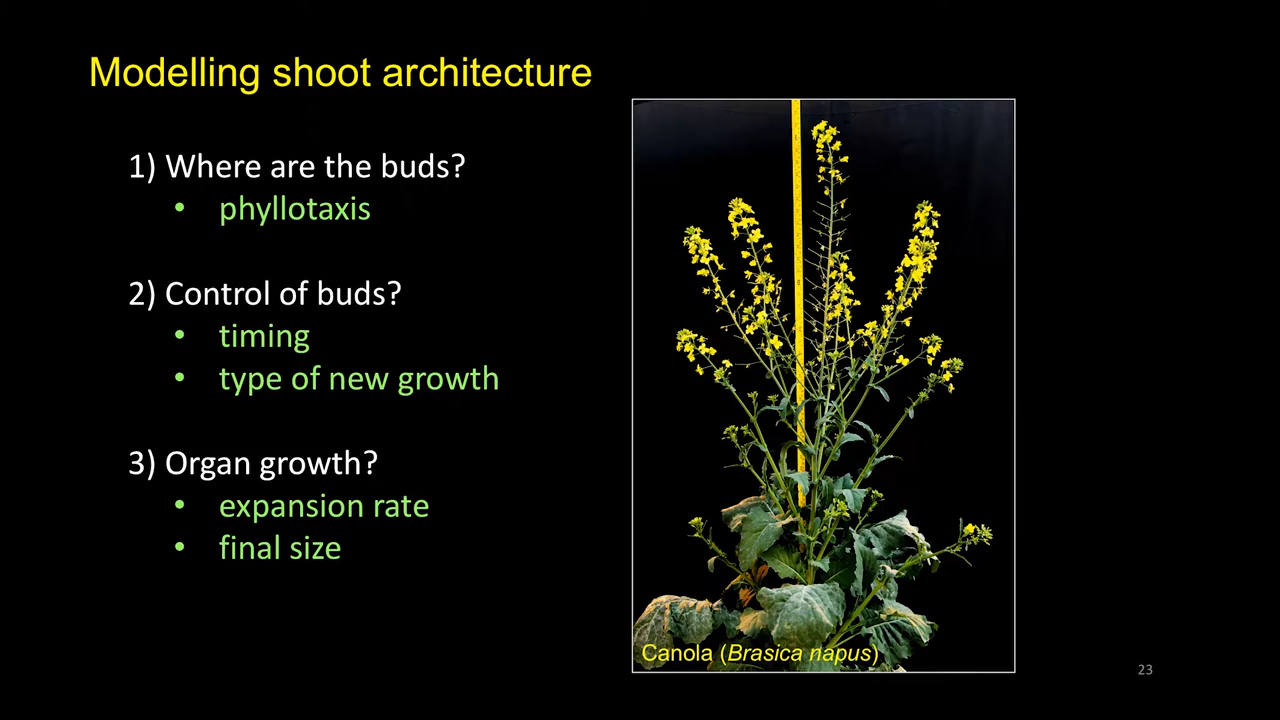 Modelling shoot architecture
1) Where are the buds?
• phyllotaxis
2) Control of buds?
• timing
• type of new growth
3) Organ growth?
• expansion rate
• final size
Canola (Brasica napus)
23